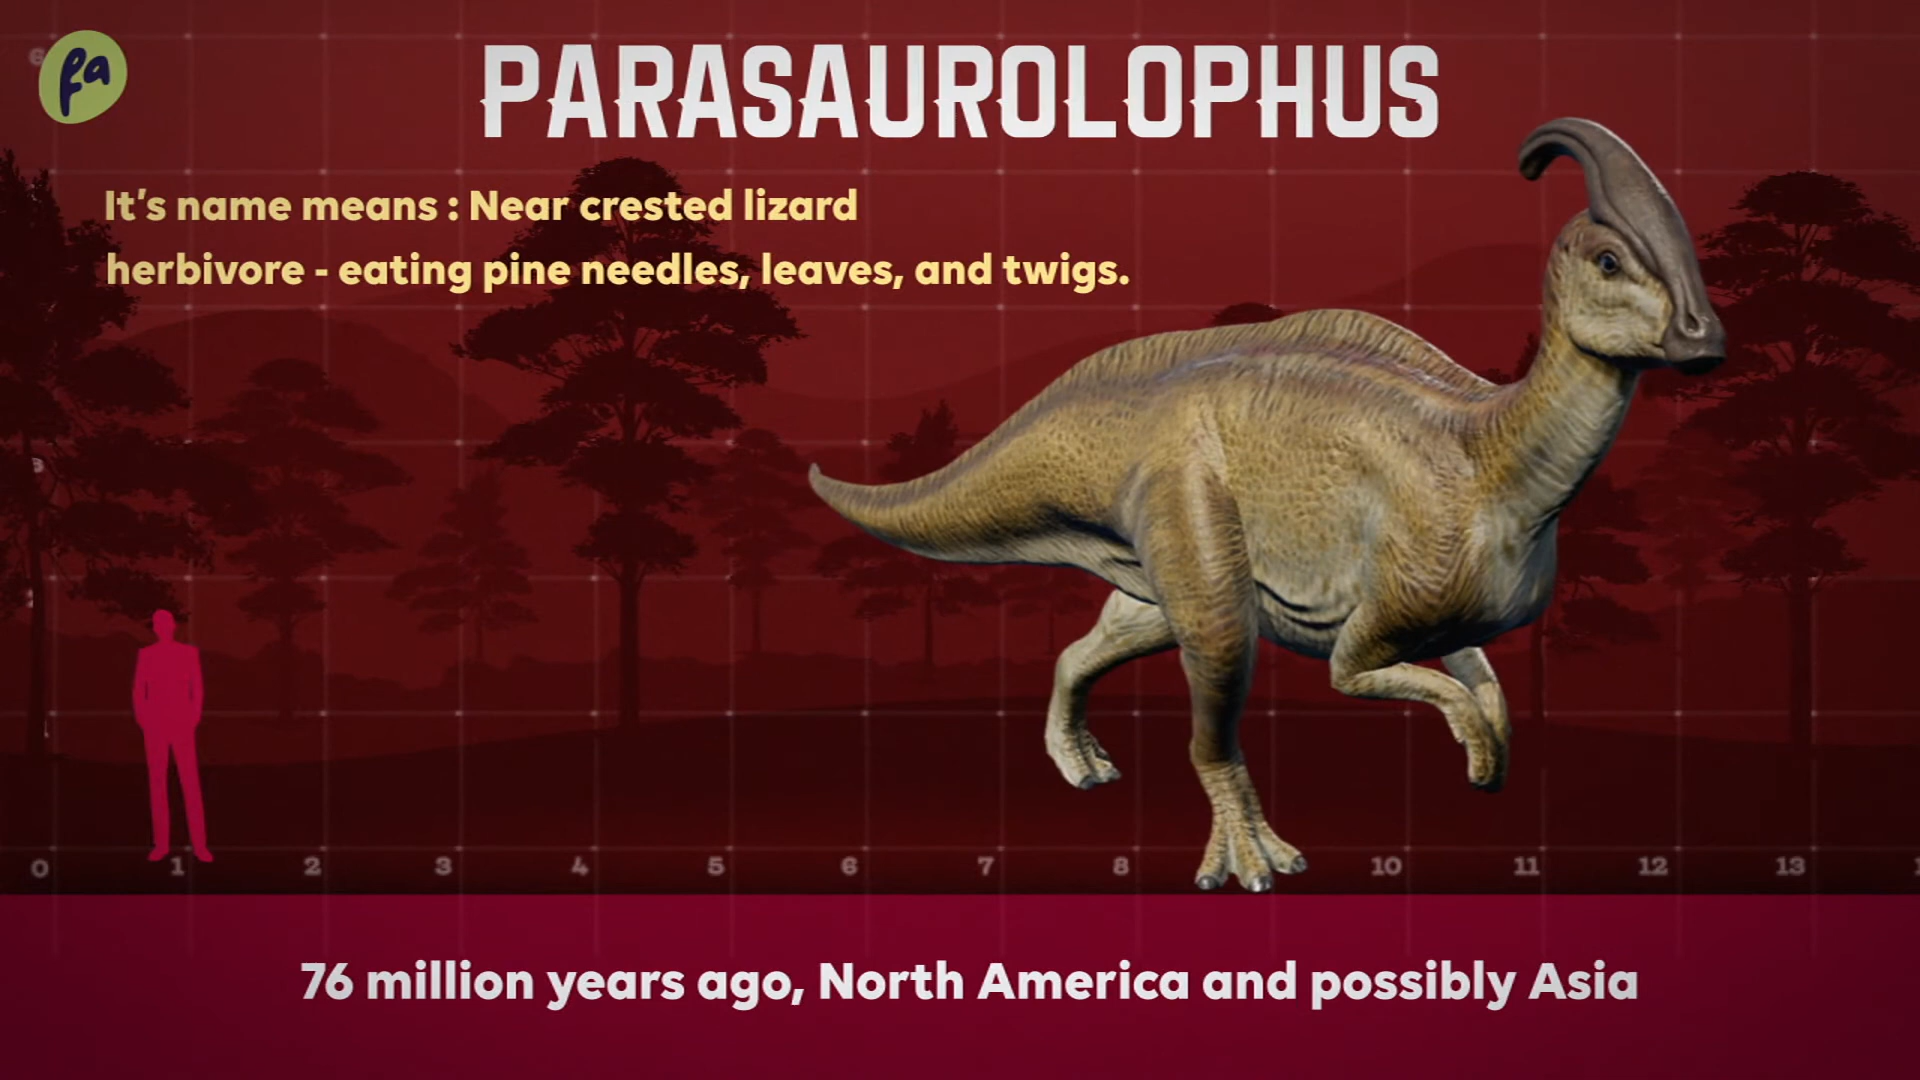 PARASAUROLOPHUS
fa
It's name means : Near crested lizard
herbivore - eating pine needles, leaves, and twigs.
0 1 2 3 4 5 6 7 8 10 11 12 13
76 million years ago, North America and possibly Asia